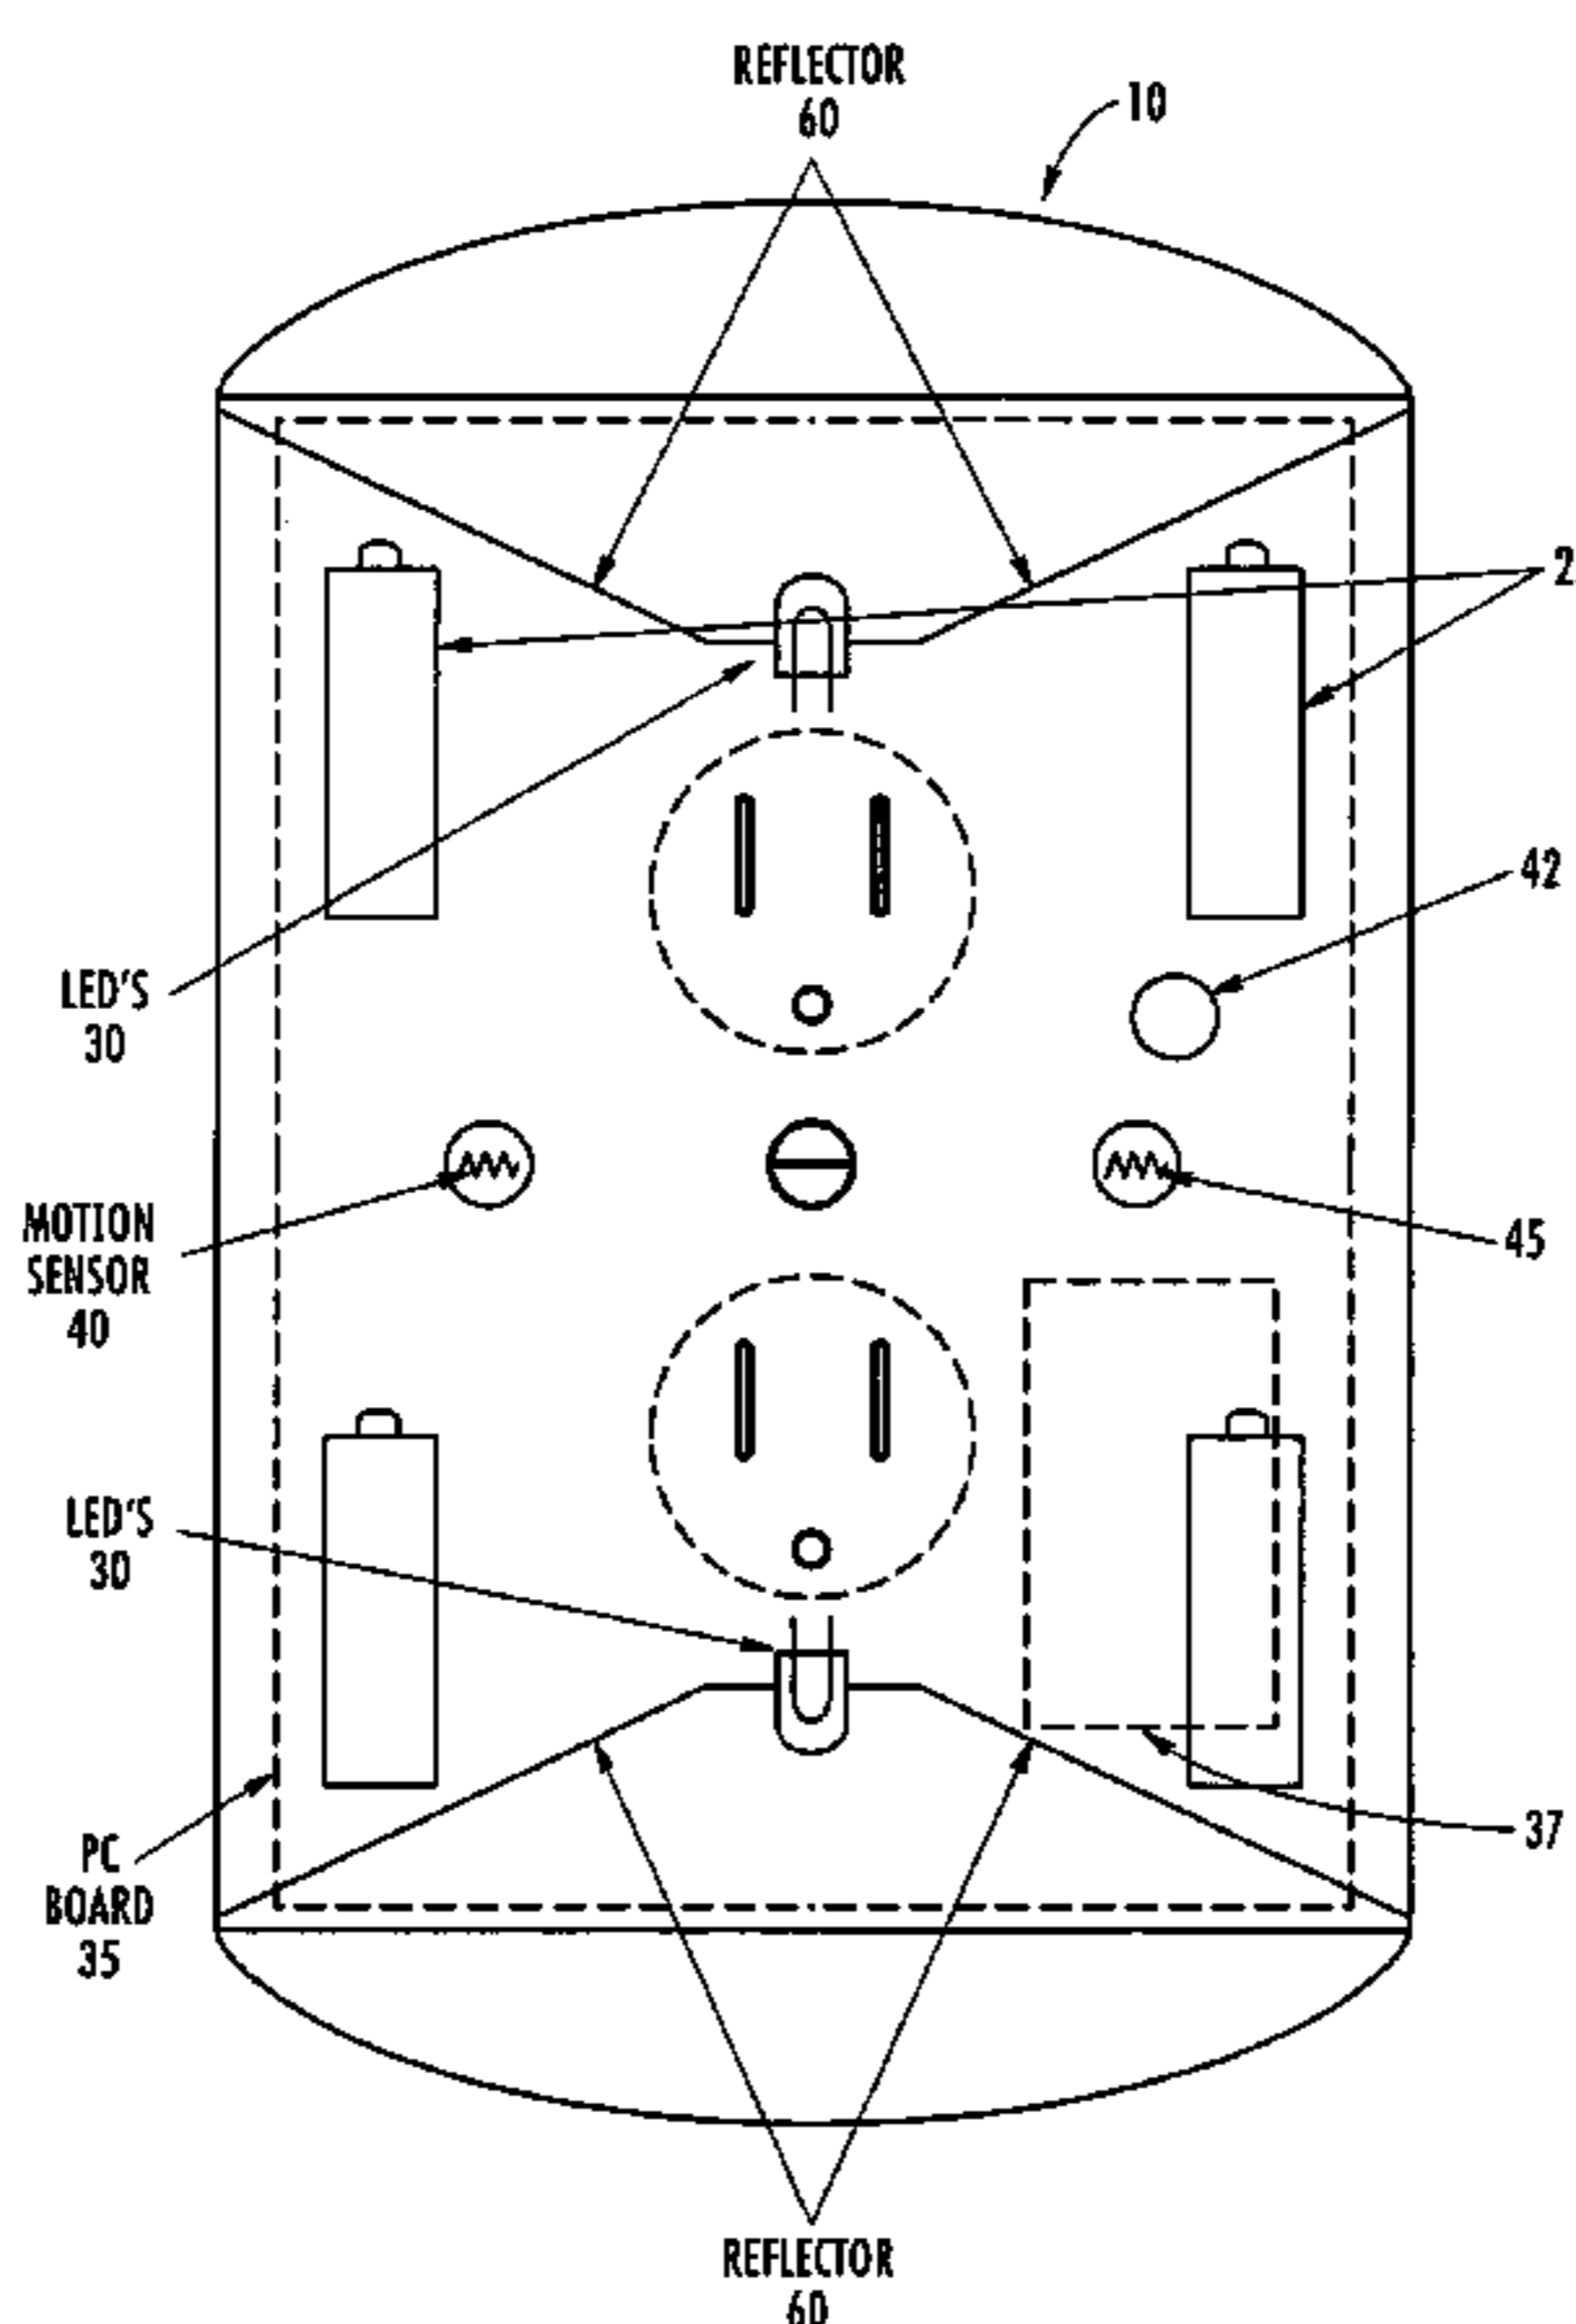 REFLECTOR
60
10
2
42
LED'S
30
MOTION
SENSOR
40
45
LED'S
30
37
PC
BOARD
35
REFLECTOR
60